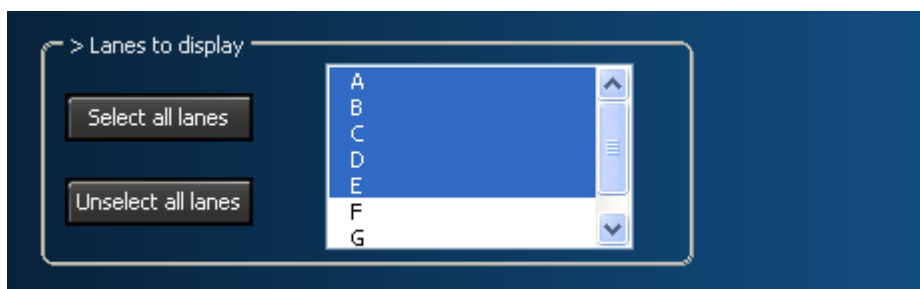 > Lanes to display
Select all lanes
Unselect all lanes
A
B
C
D
E
F
G